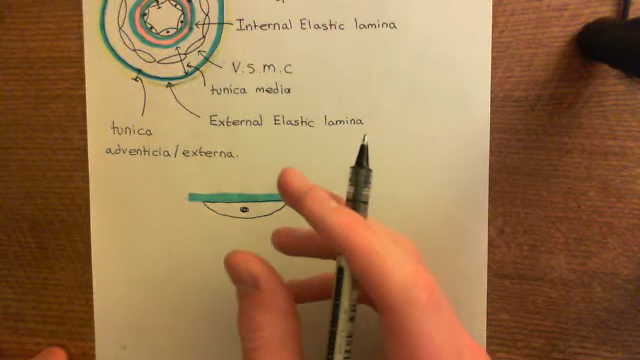 Internal Elastic lamina
V.S.M.C
tunica media
External Elastic lamina
tunica
adventicia/externa.